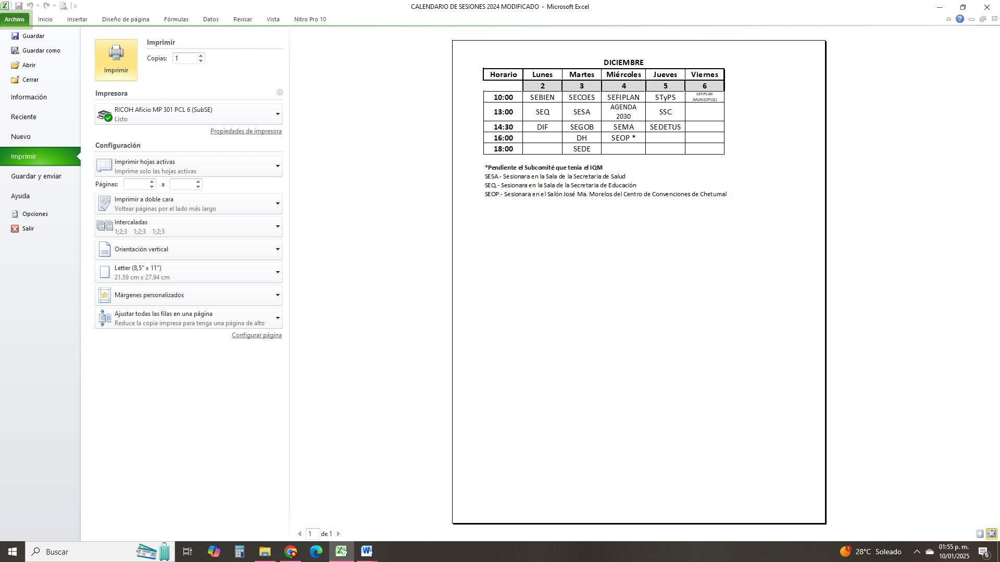 CALENDARIO DE SESIONES 2024 MODIFICADO - Microsoft Excel
Archivo Inicio Insertar Diseño de página Fórmulas Datos Revisar Vista Nitro Pro 10
Guardar
Guardar como
Abrir
Cerrar
Información
Reciente
Nuevo
Imprimir
Guardar y enviar
Ayuda
Opciones
Salir
Imprimir
Imprimir
Copias: 1
Impresora
RICOH Aficio MP 301 PCL 6 (SubSE)
Listo
Propiedades de impresora
Configuración
Imprimir hojas activas
Imprime solo las hojas activas
Páginas: a
Imprimir a doble cara
Voltear páginas por el lado más largo
Intercaladas
1;2;3 1;2;3 1;2;3
Orientación vertical
Letter (8,5" x 11")
21.59 cm x 27.94 cm
Márgenes personalizados
Ajustar todas las filas en una página
Reduce la copia impresa para tenga una página de alto
Configurar página
DICIEMBRE
Horario Lunes Martes Miércoles Jueves Viernes
2 3 4 5 6
10:00 SEBIEN SECOES SEFIPLAN STyPS SEFIPLAN (MUNICIPIOS)
13:00 SEQ SESA AGENDA 2030 SSC
14:30 DIF SEGOB SEMA SEDETUS
16:00 DH SEOP *
18:00 SEDE
*Pendiente el Subcomité que tenia el IQM
SESA.- Sesionara en la Sala de la Secretaria de Salud
SEQ.- Sesionara en la Sala de la Secretaria de Educación
SEOP.- Sesionara en el Salón José Ma. Morelos del Centro de Convenciones de Chetumal
1 de 1
Buscar
1
28°C Soleado
01:55 p. m.
10/01/2025
6